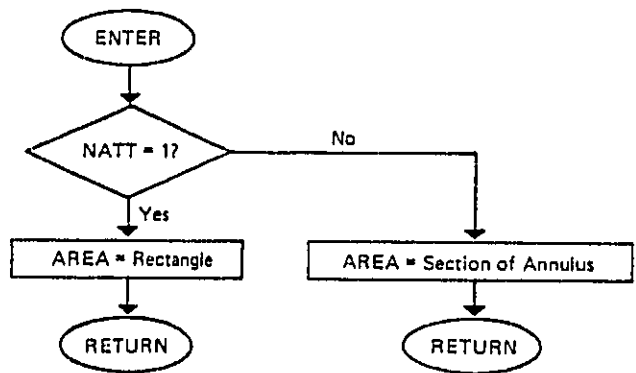 ENTER
NATT = 1?
No
Yes
AREA = Rectangle
AREA = Section of Annulus
RETURN
RETURN